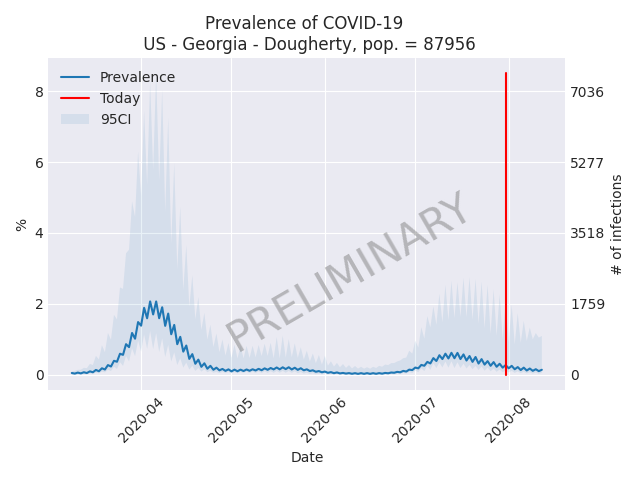 Prevalence of COVID-19
US - Georgia - Dougherty, pop. = 87956
Prevalence
Today
95CI
8
6
4
2
0
%
7036
5277
3518
1759
0
# of infections
PRELIMINARY
2020-04
2020-05
2020-06
2020-07
2020-08
Date